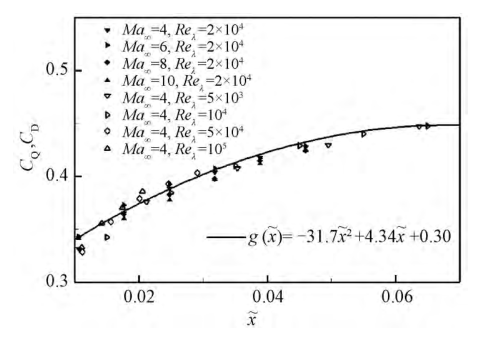 Ma∞=4, Reλ=2×10⁴
Ma∞=6, Reλ=2×10⁴
Ma∞=8, Reλ=2×10⁴
Ma∞=10, Reλ=2×10⁴
Ma∞=4, Reλ=5×10³
Ma∞=4, Reλ=10⁴
Ma∞=4, Reλ=5×10⁴
Ma∞=4, Reλ=10⁵
0.5
0.4
0.3
C_Q, C_D
g (x̃)= −31.7x̃²+4.34x̃ +0.30
0.02
0.04
0.06
x̃